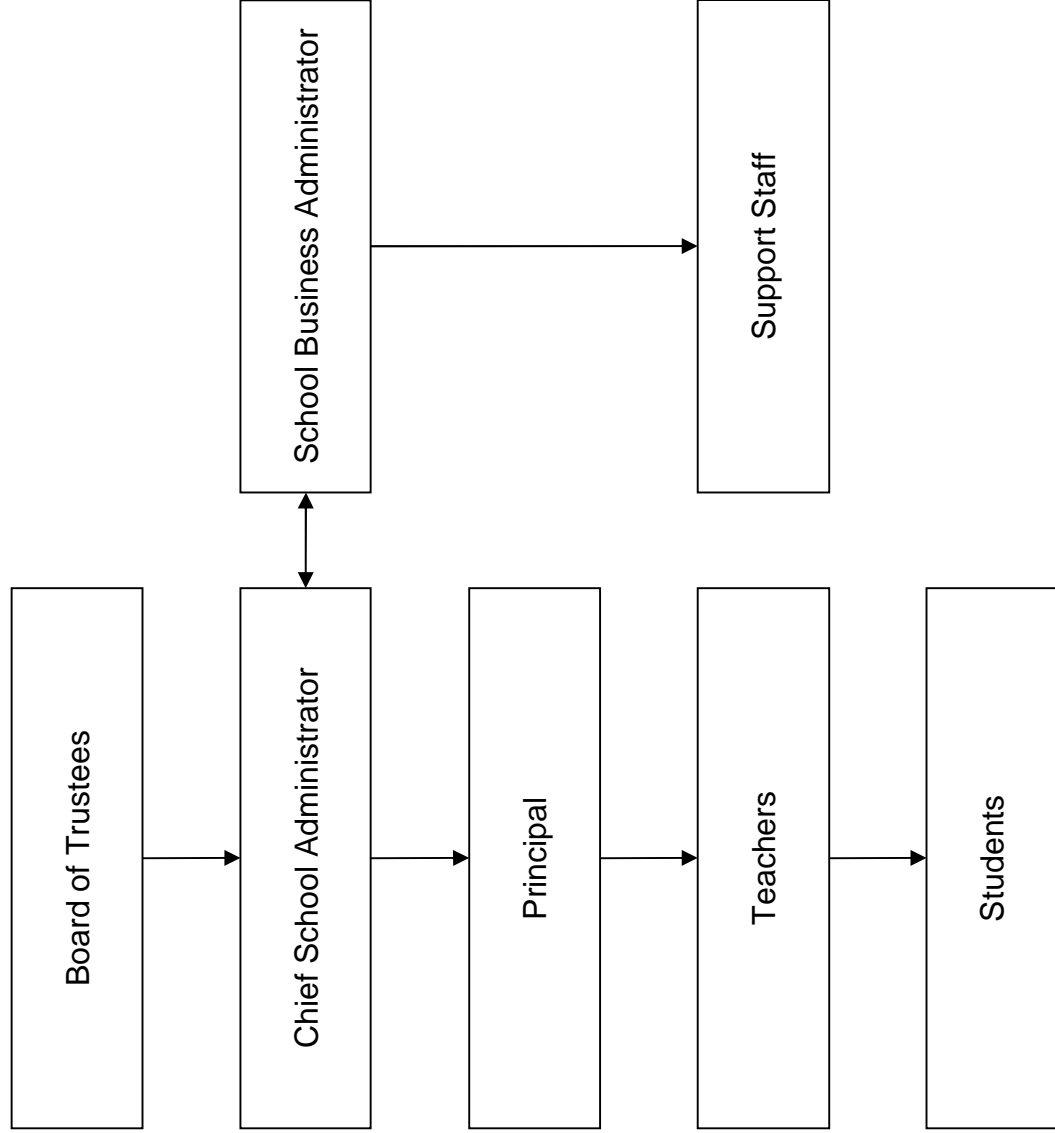 Board of Trustees
Chief School Administrator
School Business Administrator
Principal
Teachers
Support Staff
Students